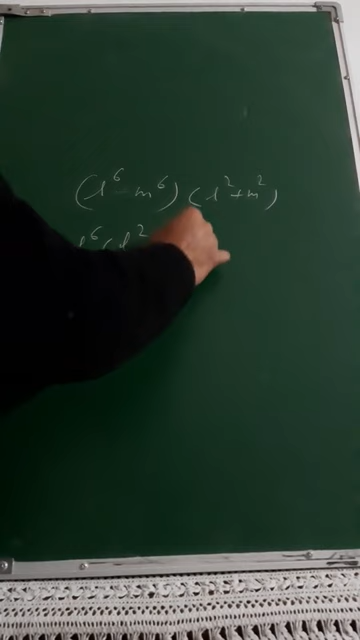 (l⁶ - m⁶) (l² + m²)
l⁶(l²